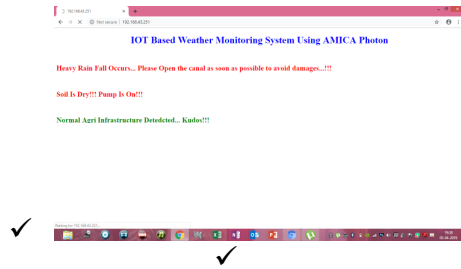 192.168.43.251
Not secure | 192.168.43.251
IOT Based Weather Monitoring System Using AMICA Photon
Heavy Rain Fall Occurs... Please Open the canal as soon as possible to avoid damages...!!!
Soil Is Dry!!! Pump Is On!!!
Normal Agri Infrastructure Detedcted... Kudos!!!
Waiting for 192.168.43.251...